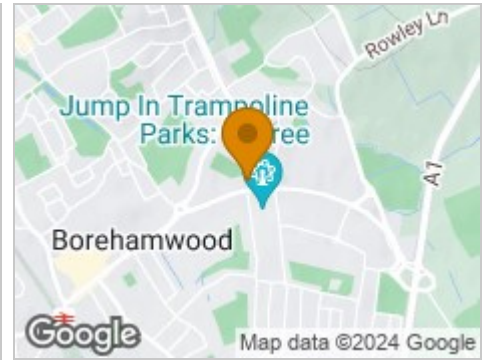 Rowley Ln
Jump In Trampoline
Parks: ree
A1
Borehamwood
Google
Map data ©2024 Google